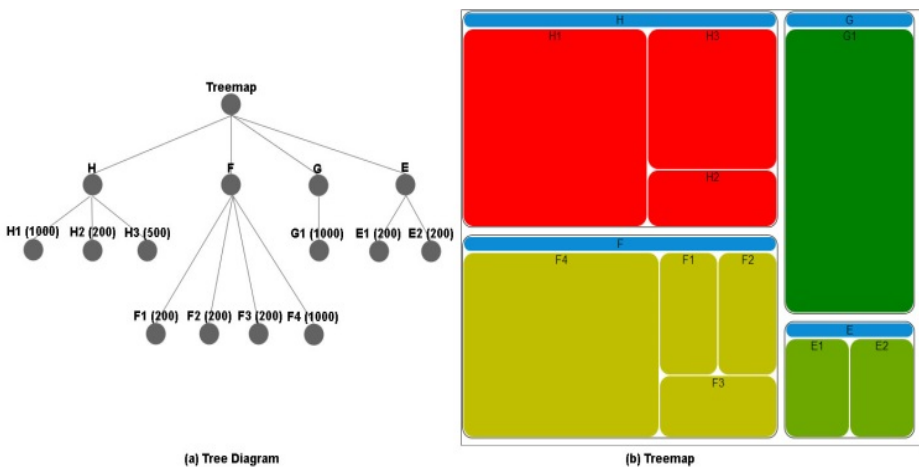 Treemap
H F G E
H1 (1000) H2 (200) H3 (500) G1 (1000) E1 (200) E2 (200)
F1 (200) F2 (200) F3 (200) F4 (1000)
(a) Tree Diagram
H G
H1 H3 G1
H2
F
F4 F1 F2
E
E1 E2
F3
(b) Treemap